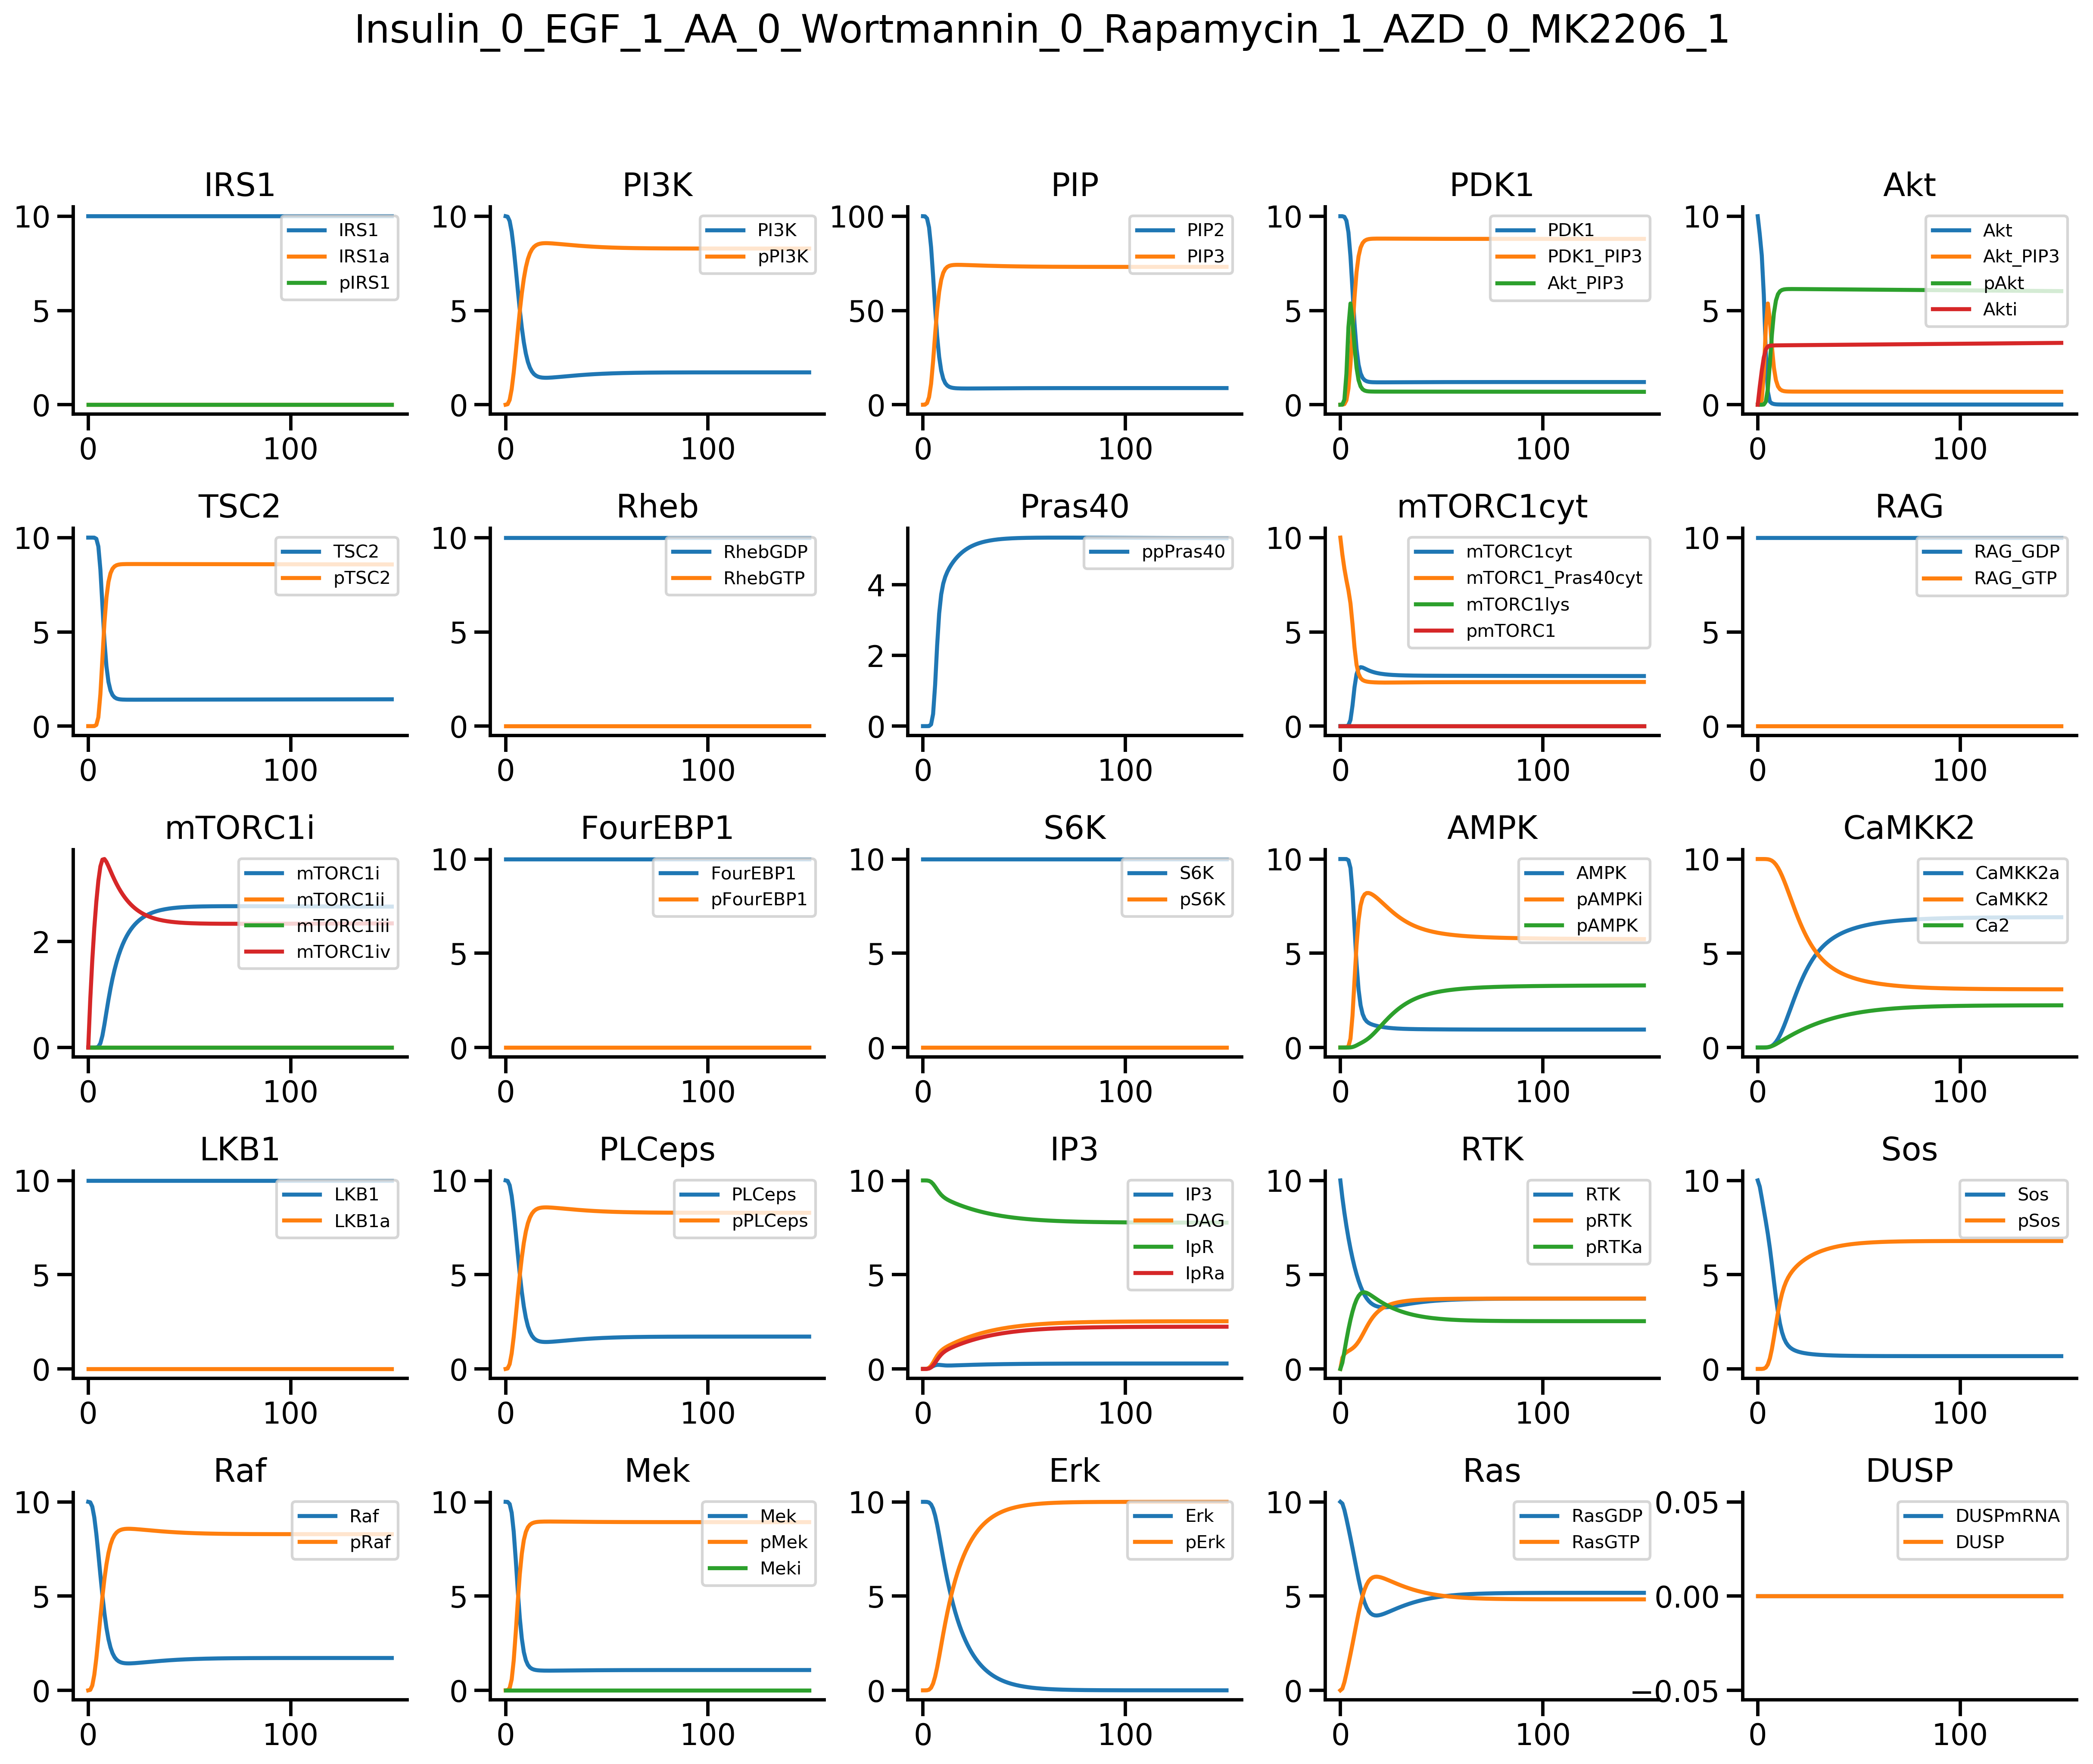 Insulin_0_EGF_1_AA_0_Wortmannin_0_Rapamycin_1_AZD_0_MK2206_1
IRS1
10
5
0
0
100
IRS1
IRS1a
pIRS1
PI3K
10
5
0
0
100
PI3K
pPI3K
PIP
100
50
0
0
100
PIP2
PIP3
PDK1
10
5
0
0
100
PDK1
PDK1_PIP3
Akt_PIP3
Akt
10
5
0
0
100
Akt
Akt_PIP3
pAkt
Akti
TSC2
10
5
0
0
100
TSC2
pTSC2
Rheb
10
5
0
0
100
RhebGDP
RhebGTP
Pras40
4
2
0
0
100
ppPras40
mTORC1cyt
10
5
0
0
100
mTORC1cyt
mTORC1_Pras40cyt
mTORC1lys
pmTORC1
RAG
10
5
0
0
100
RAG_GDP
RAG_GTP
mTORC1i
2
0
0
100
mTORC1i
mTORC1ii
mTORC1iii
mTORC1iv
FourEBP1
10
5
0
0
100
FourEBP1
pFourEBP1
S6K
10
5
0
0
100
S6K
pS6K
AMPK
10
5
0
0
100
AMPK
pAMPKi
pAMPK
CaMKK2
10
5
0
0
100
CaMKK2a
CaMKK2
Ca2
LKB1
10
5
0
0
100
LKB1
LKB1a
PLCeps
10
5
0
0
100
PLCeps
pPLCeps
IP3
10
5
0
0
100
IP3
DAG
IpR
IpRa
RTK
10
5
0
0
100
RTK
pRTK
pRTKa
Sos
10
5
0
0
100
Sos
pSos
Raf
10
5
0
0
100
Raf
pRaf
Mek
10
5
0
0
100
Mek
pMek
Meki
Erk
10
5
0
0
100
Erk
pErk
Ras
10
5
0
0
100
RasGDP
RasGTP
DUSP
0.05
0.00
−0.05
0
100
DUSPmRNA
DUSP